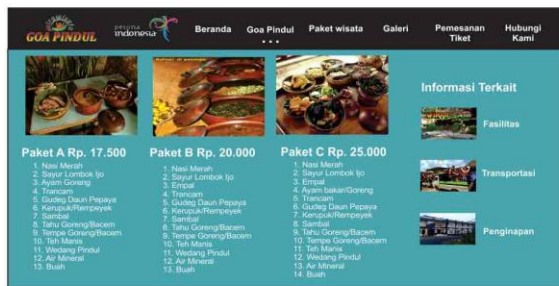 GOA PINDUL
pesona
indonesia
Beranda
Goa Pindul
Paket wisata
Galeri
Pemesanan
Tiket
Hubungi
Kami
Paket A Rp. 17.500
1. Nasi Merah
2. Sayur Lombok Ijo
3. Ayam Goreng
4. Trancam
5. Gudeg Daun Pepaya
6. Kerupuk/Rempeyek
7. Sambal
8. Tahu Goreng/Bacem
9. Tempe Goreng/Bacem
10. Teh Manis
11. Wedang Pindul
12. Air Mineral
13. Buah
Paket B Rp. 20.000
1. Nasi Merah
2. Sayur Lombok Ijo
3. Empal
4. Trancam
5. Gudeg Daun Pepaya
6. Kerupuk/Rempeyek
7. Sambal
8. Tahu Goreng/Bacem
9. Tempe Goreng/Bacem
10. Teh Manis
11. Wedang Pindul
12. Air Mineral
13. Buah
Paket C Rp. 25.000
1. Nasi Merah
2. Sayur Lombok Ijo
3. Empal
4. Ayam bakar/Goreng
5. Trancam
6. Gudeg Daun Pepaya
7. Kerupuk/Rempeyek
8. Sambal
9. Tahu Goreng/Bacem
10. Tempe Goreng/Bacem
11. Teh Manis
12. Wedang Pindul
13. Air Mineral
14. Buah
Informasi Terkait
Fasilitas
Transportasi
Penginapan